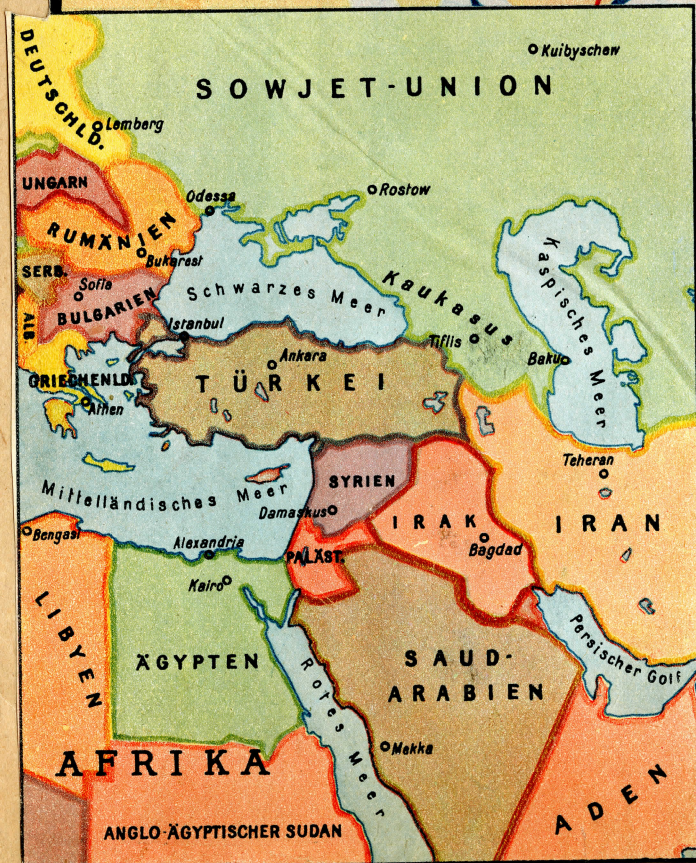 DEUTSCHLD.
Kuibyschew
SOWJET-UNION
Lemberg
UNGARN
Odessa
Rostow
RUMÄNIEN
Bukarest
SERB.
Sofia
BULGARIEN
Schwarzes Meer
Kaukasus
Kaspisches Meer
ALB
Istanbul
Tiflis
Baku
Ankara
GRIECHENLD.
TÜRKEI
Athen
Teheran
SYRIEN
Mittelländisches Meer
Damaskus
IRAK
IRAN
Bengasi
Alexandria
PALÄST.
Bagdad
Kairo
LIBYEN
ÄGYPTEN
Rotes Meer
SAUD-
ARABIEN
Persischer Golf
Mekka
AFRIKA
ADEN
ANGLO-ÄGYPTISCHER SUDAN